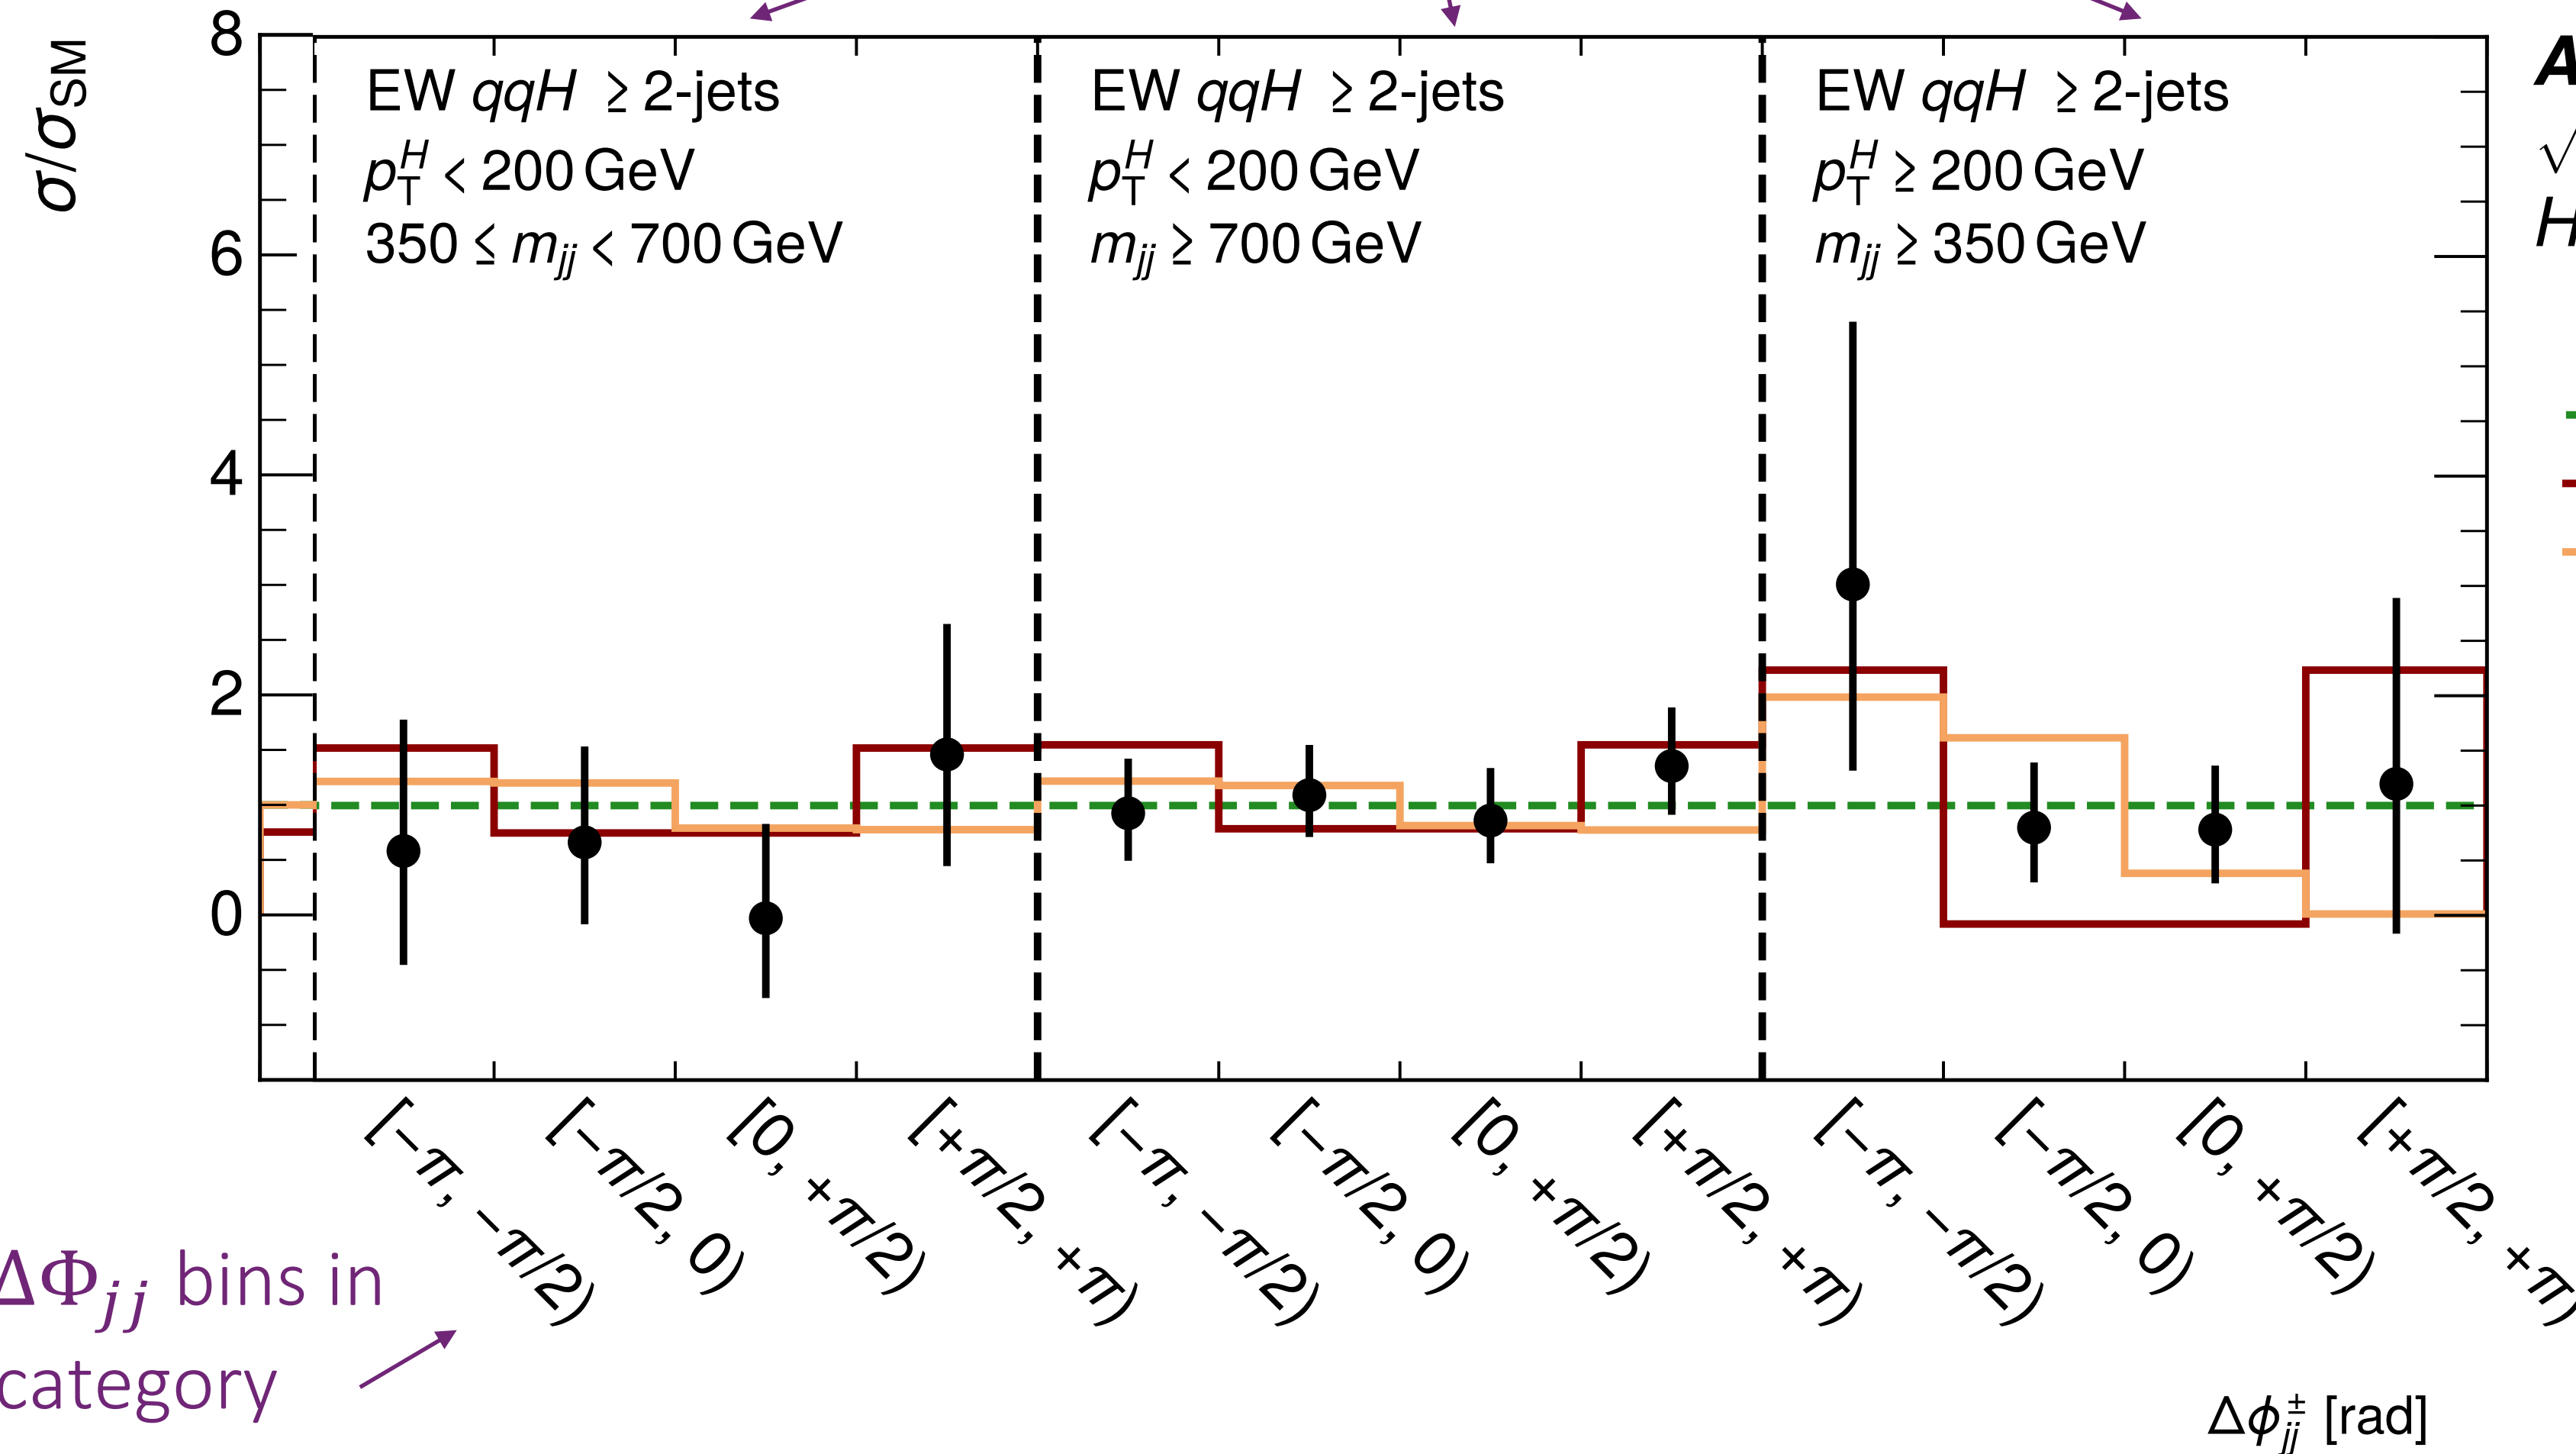 σ/σSM
8
6
4
2
0
EW qqH ≥ 2-jets
p_T^H < 200 GeV
350 ≤ m_jj < 700 GeV
EW qqH ≥ 2-jets
p_T^H < 200 GeV
m_jj ≥ 700 GeV
EW qqH ≥ 2-jets
p_T^H ≥ 200 GeV
m_jj ≥ 350 GeV
A
√
H
[−π, −π/2)
[−π/2, 0)
[0, +π/2)
[+π/2, +π)
[−π, −π/2)
[−π/2, 0)
[0, +π/2)
[+π/2, +π)
[−π, −π/2)
[−π/2, 0)
[0, +π/2)
[+π/2, +π)
ΔΦ_jj bins in
category
Δϕ_jj^± [rad]